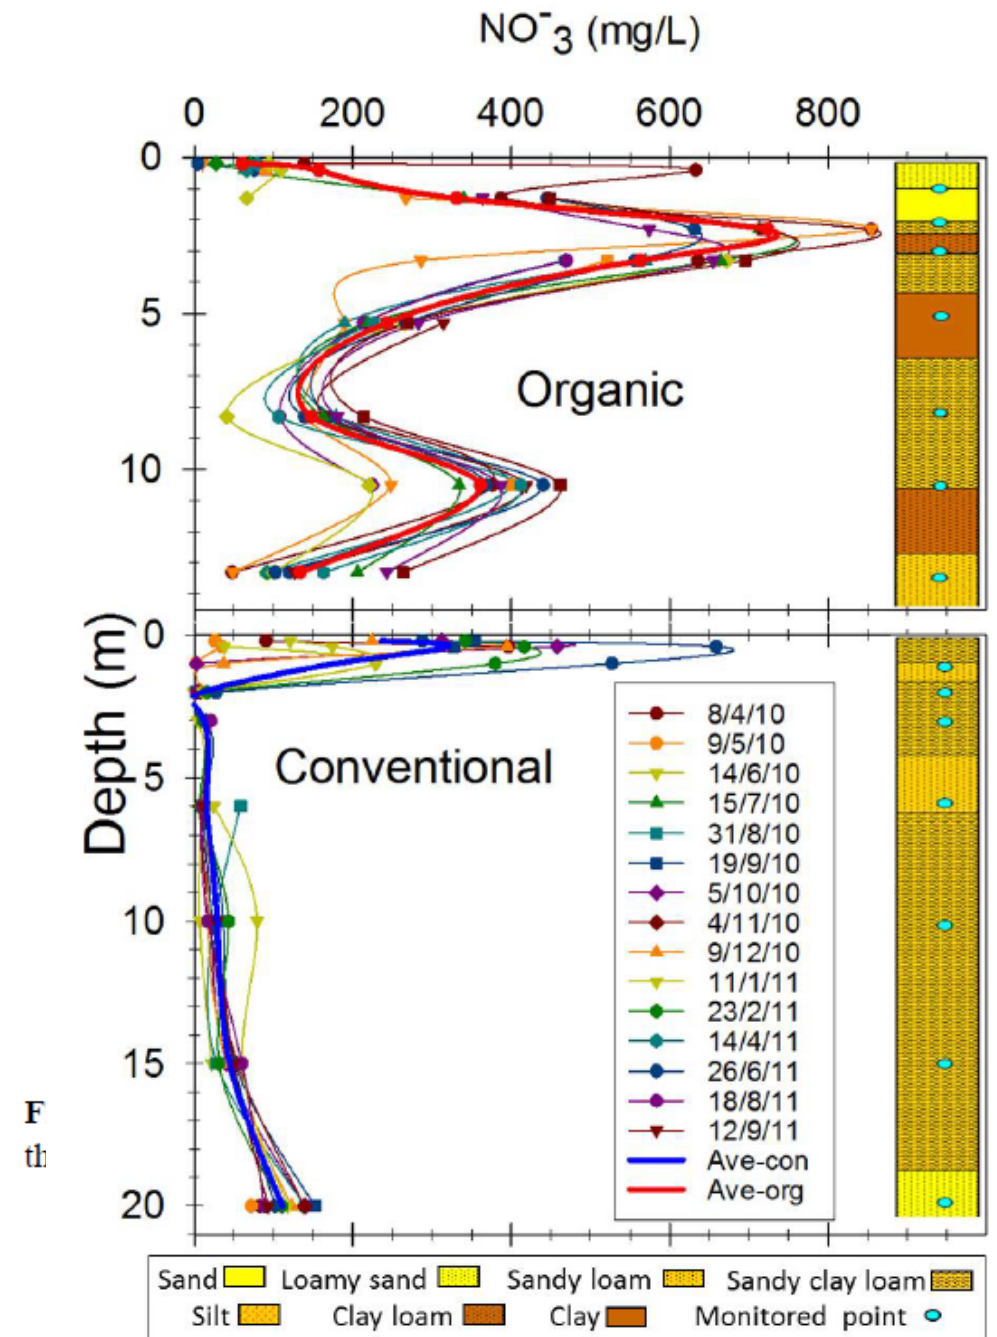 NO⁻₃ (mg/L)
0 200 400 600 800
0
5
Organic
10
0
Depth (m)
Conventional
5
10
15
20
8/4/10
9/5/10
14/6/10
15/7/10
31/8/10
19/9/10
5/10/10
4/11/10
9/12/10
11/1/11
23/2/11
14/4/11
26/6/11
18/8/11
12/9/11
Ave-con
Ave-org
F
th
Sand Loamy sand Sandy loam Sandy clay loam
Silt Clay loam Clay Monitored point